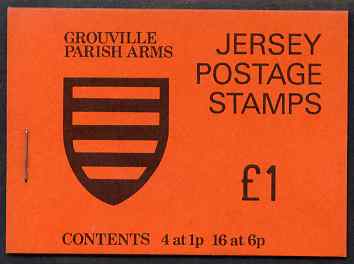 GROUVILLE
PARISH ARMS
JERSEY
POSTAGE
STAMPS
£1
CONTENTS 4 at 1p 16 at 6p